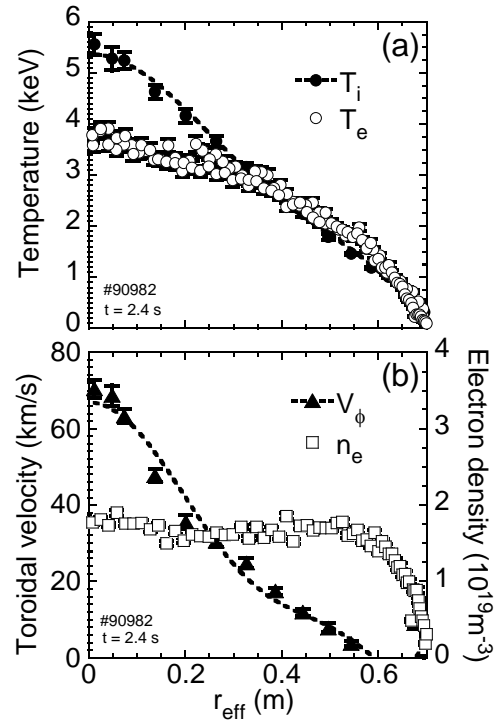 6
5
4
3
2
1
0
Temperature (keV)
(a)
T_i
T_e
#90982
t = 2.4 s
80
60
40
20
0
Toroidal velocity (km/s)
(b)
V_ϕ
n_e
#90982
t = 2.4 s
4
3
2
1
0
Electron density (10^19 m^-3)
0 0.2 0.4 0.6
r_eff (m)